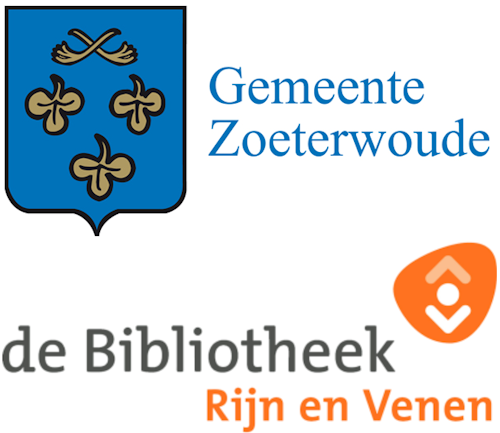 Gemeente
Zoeterwoude
de Bibliotheek
Rijn en Venen